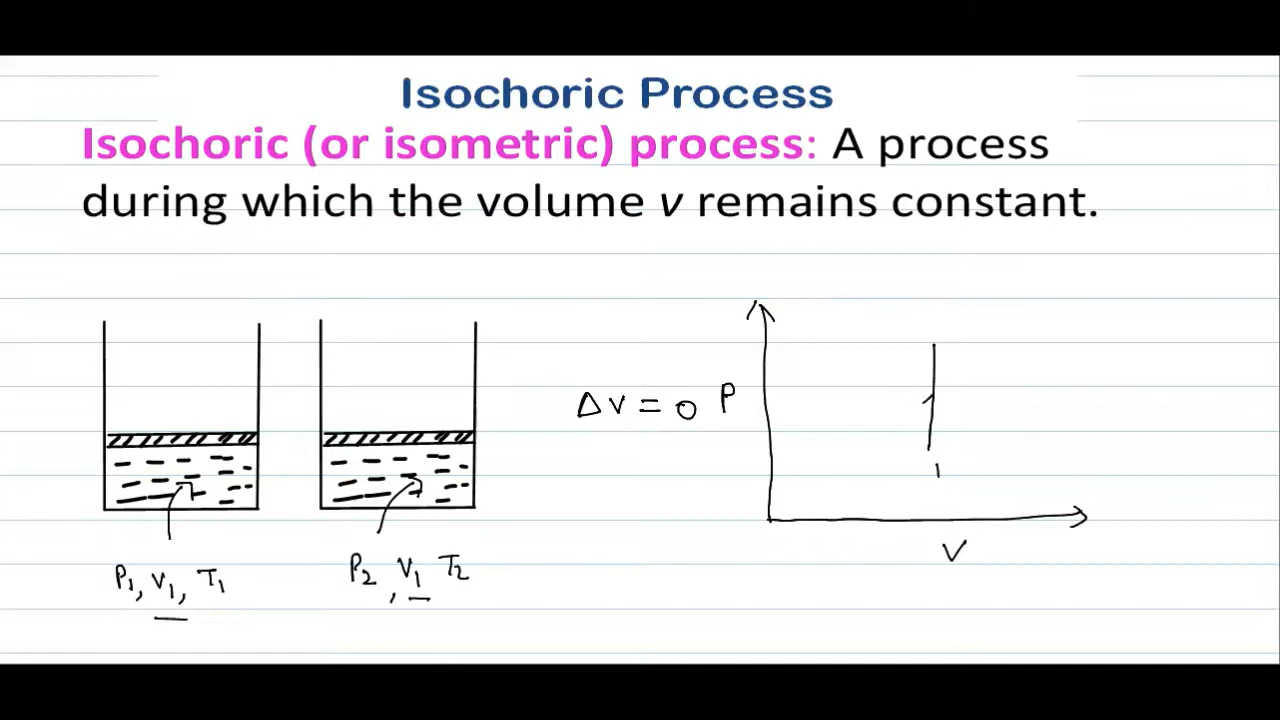 Isochoric Process
Isochoric (or isometric) process: A process
during which the volume v remains constant.
Δv = 0
P
1
V
P1, V1, T1
P2, V1 T2